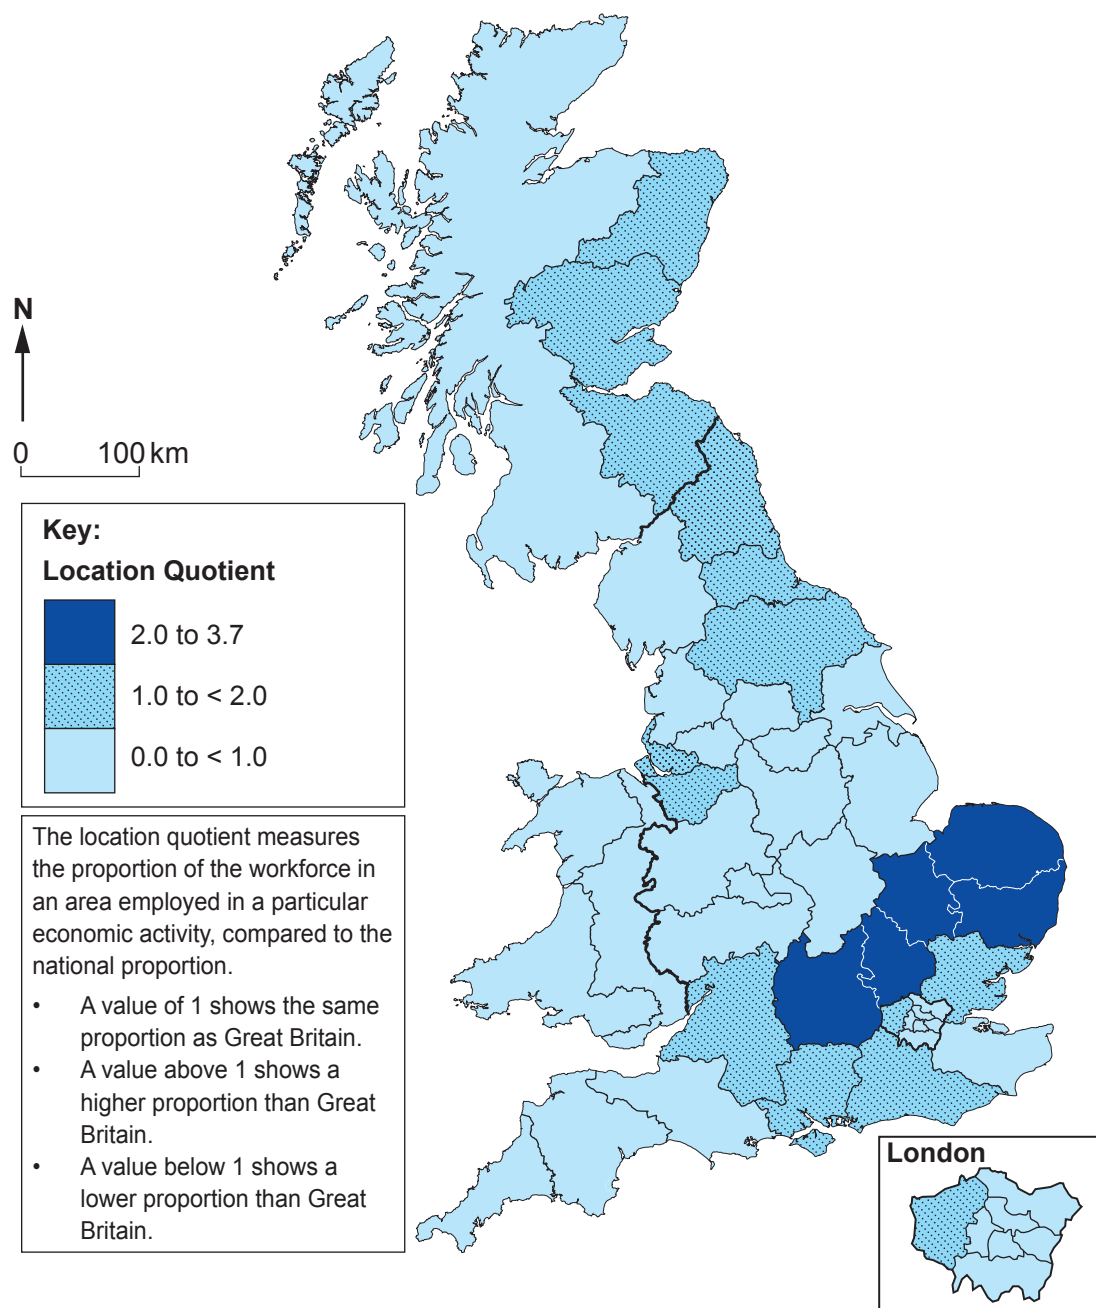 N
0 100 km
Key:
Location Quotient
2.0 to 3.7
1.0 to < 2.0
0.0 to < 1.0
The location quotient measures
the proportion of the workforce in
an area employed in a particular
economic activity, compared to the
national proportion.
• A value of 1 shows the same
proportion as Great Britain.
• A value above 1 shows a
higher proportion than Great
Britain.
• A value below 1 shows a
lower proportion than Great
Britain.
London